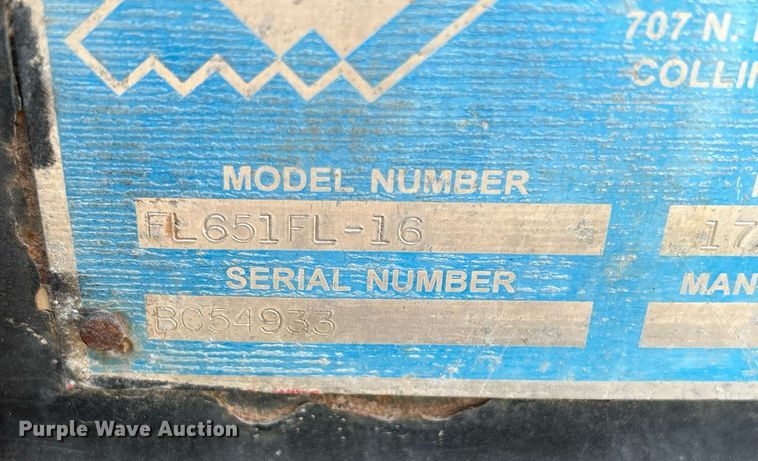 707 N.
COLLIN
MODEL NUMBER
FL651FL-16
17
SERIAL NUMBER
MAN
BC54933
Purple Wave Auction